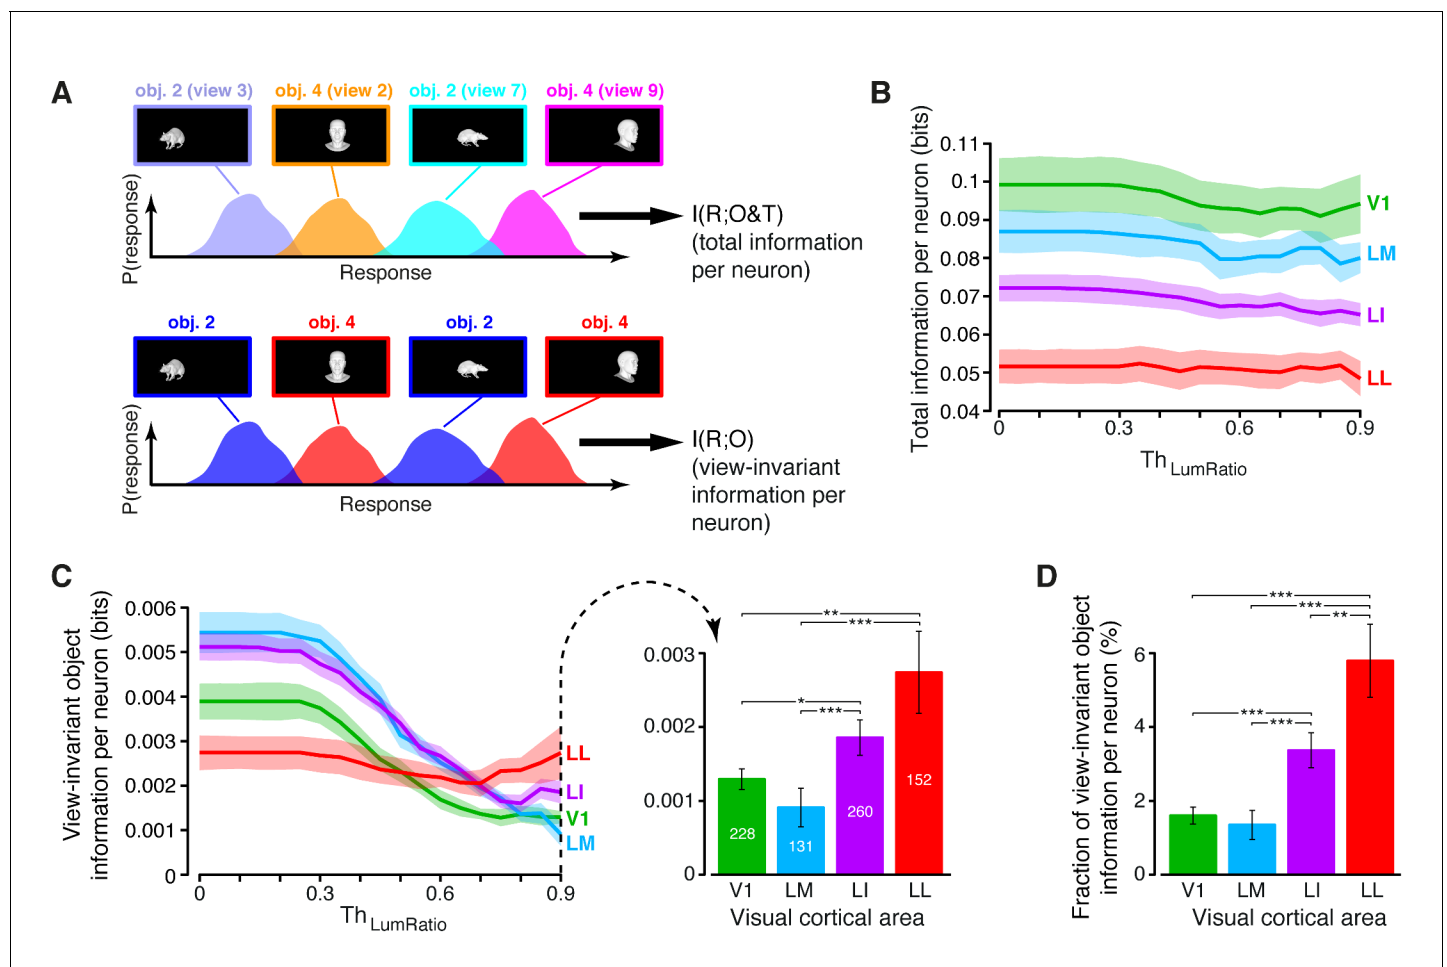 A
obj. 2 (view 3) obj. 4 (view 2) obj. 2 (view 7) obj. 4 (view 9)
P(response)
Response
I(R;O&T)
(total information
per neuron)
obj. 2 obj. 4 obj. 2 obj. 4
P(response)
Response
I(R;O)
(view-invariant
information per
neuron)
B
Total information per neuron (bits)
0.11
0.1
0.09
0.08
0.07
0.06
0.05
0.04
0 0.3 0.6 0.9
Th LumRatio
V1
LM
LI
LL
C
View-invariant object
information per neuron (bits)
0.006
0.005
0.004
0.003
0.002
0.001
0
0 0.3 0.6 0.9
Th LumRatio
LL
LI
V1
LM
**
***
*
***
0.003
0.002
0.001
0
228 131 260 152
V1 LM LI LL
Visual cortical area
D
Fraction of view-invariant object
information per neuron (%)
***
***
**
***
***
6
4
2
0
V1 LM LI LL
Visual cortical area